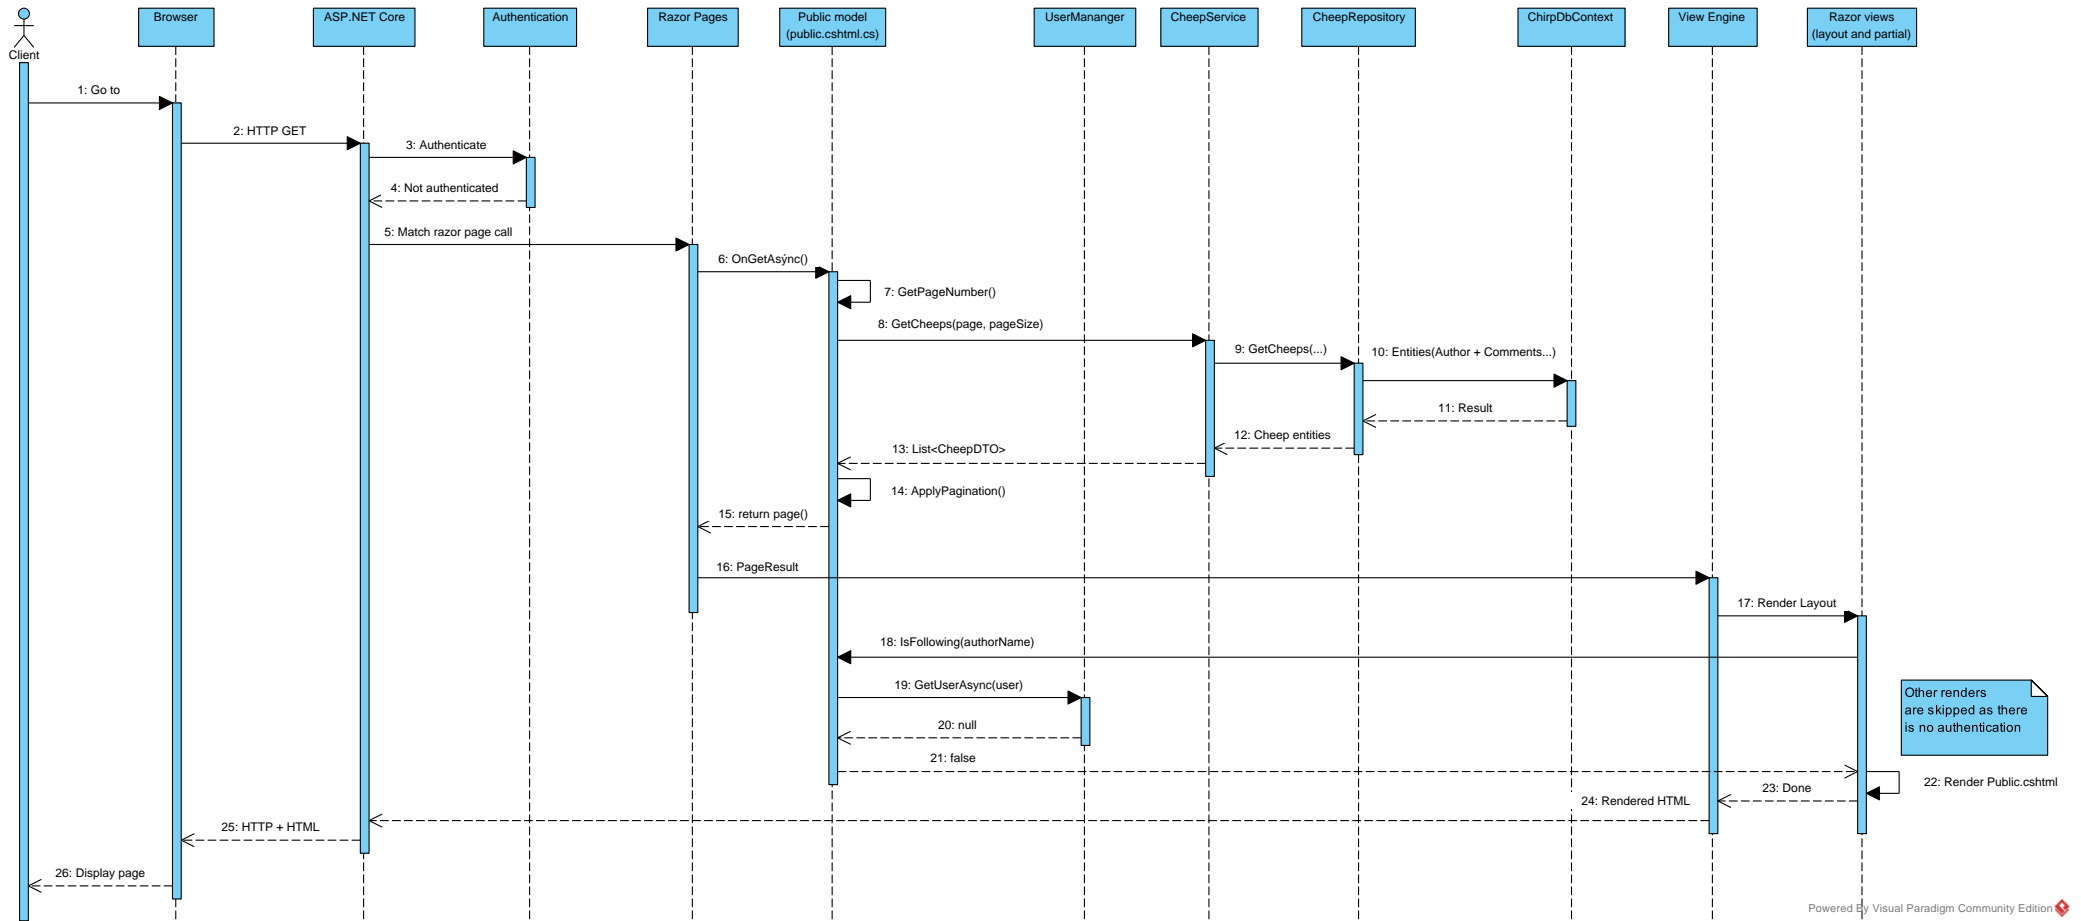 Client
Browser
ASP.NET Core
Authentication
Razor Pages
Public model
(public.cshtml.cs)
UserMananger
CheepService
CheepRepository
ChirpDbContext
View Engine
Razor views
(layout and partial)
1: Go to
2: HTTP GET
3: Authenticate
4: Not authenticated
5: Match razor page call
6: OnGetAsýnc()
7: GetPageNumber()
8: GetCheeps(page, pageSize)
9: GetCheeps(...)
10: Entities(Author + Comments...)
11: Result
12: Cheep entities
13: List<CheepDTO>
14: ApplyPagination()
15: return page()
16: PageResult
17: Render Layout
18: IsFollowing(authorName)
19: GetUserAsync(user)
20: null
21: false
Other renders
are skipped as there
is no authentication
22: Render Public.cshtml
23: Done
24: Rendered HTML
25: HTTP + HTML
26: Display page
Powered By Visual Paradigm Community Edition